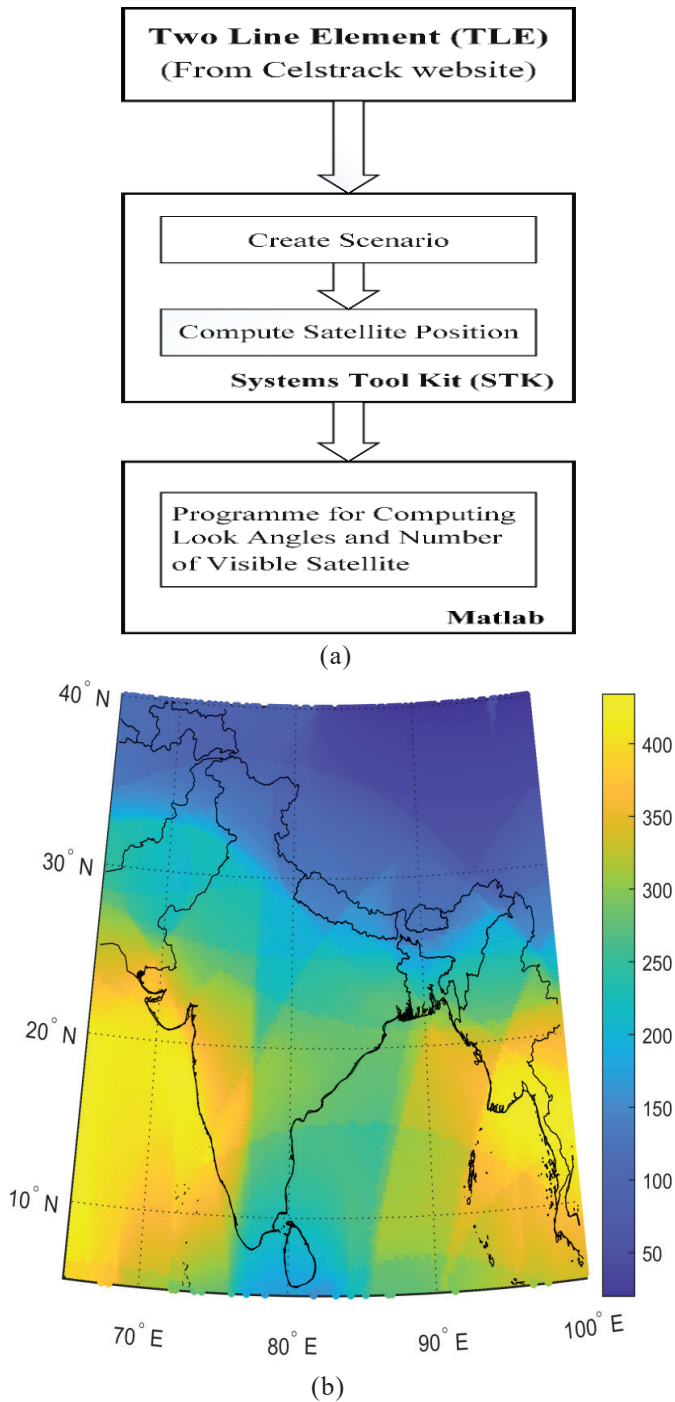 Two Line Element (TLE)
(From Celstrack website)
Create Scenario
Compute Satellite Position
Systems Tool Kit (STK)
Programme for Computing
Look Angles and Number
of Visible Satellite
Matlab
(a)
40° N
30° N
20° N
10° N
70° E
80° E
90° E
100° E
400
350
300
250
200
150
100
50
(b)